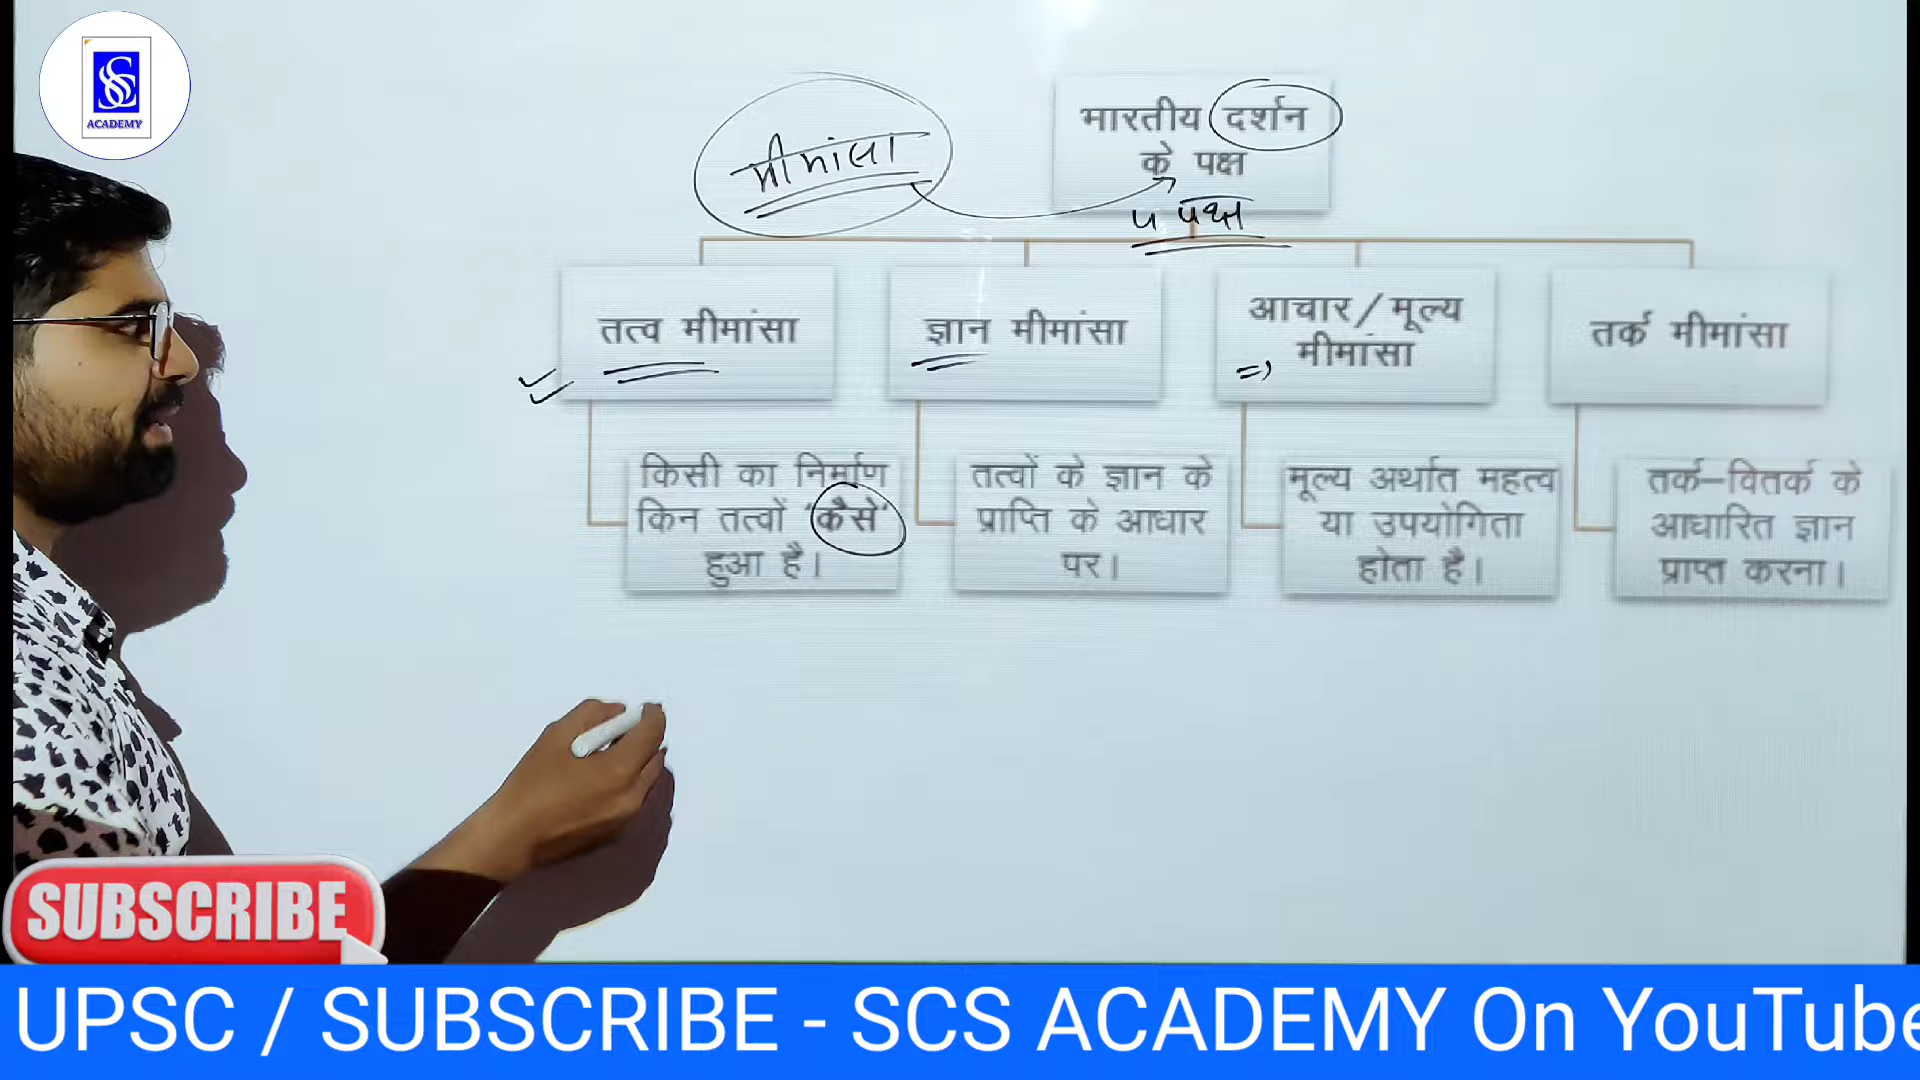 ACADEMY
मीमांसा
भारतीय दर्शन
के पक्ष
4 पक्ष
तत्व मीमांसा
ज्ञान मीमांसा
आचार/मूल्य
मीमांसा
तर्क मीमांसा
किसी का निर्माण
किन तत्वों "कैसे"
हुआ है।
तत्वों के ज्ञान के
प्राप्ति के आधार
पर।
मूल्य अर्थात महत्व
या उपयोगिता
होता है।
तर्क–वितर्क के
आधारित ज्ञान
प्राप्त करना।
SUBSCRIBE
UPSC / SUBSCRIBE - SCS ACADEMY On YouTube